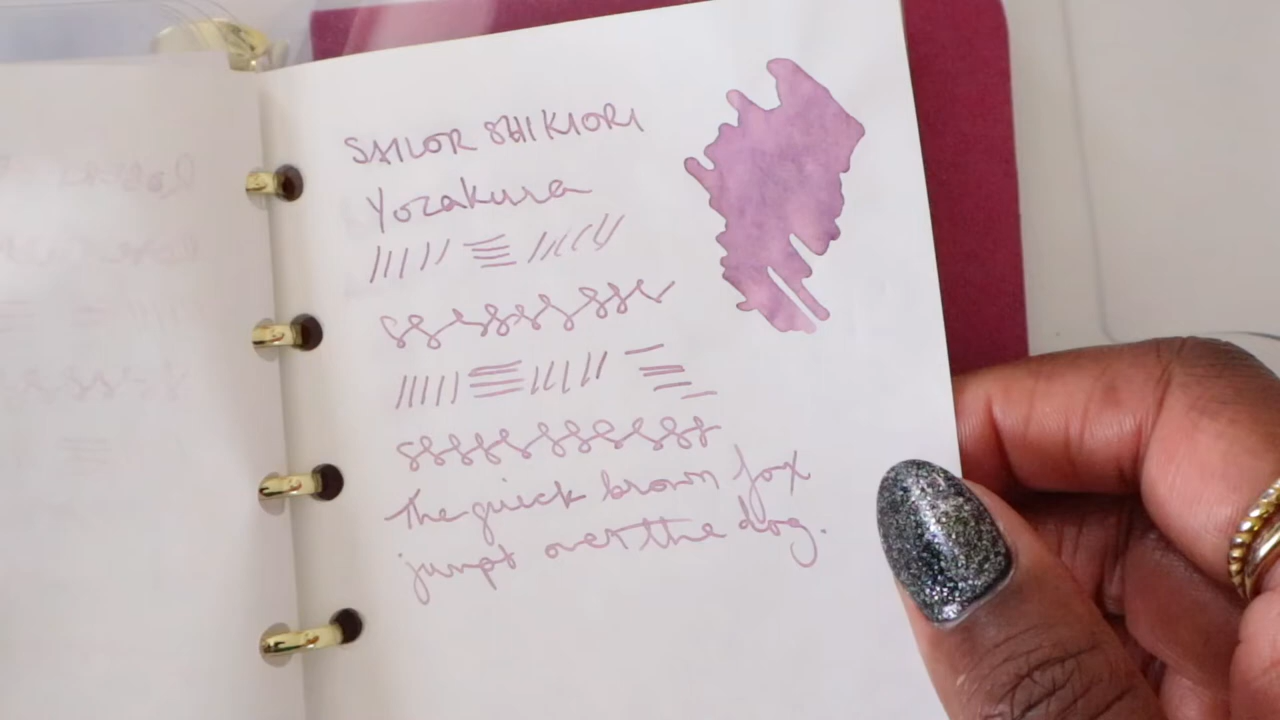 SAILOR SHIKIORI
Yozakura
the quick brown fox
jumps over the dog.